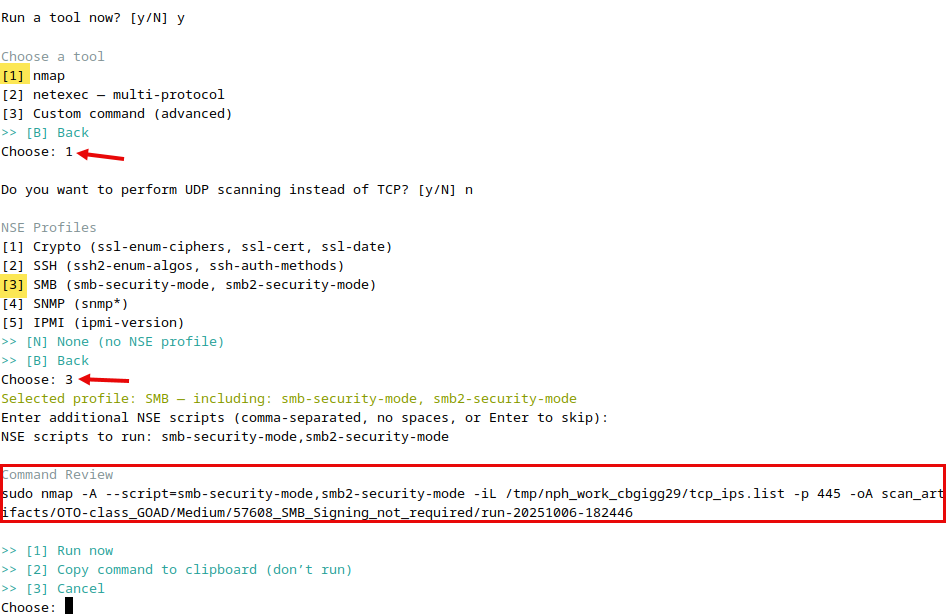 Run a tool now? [y/N] y
Choose a tool
[1] nmap
[2] netexec — multi-protocol
[3] Custom command (advanced)
>> [B] Back
Choose: 1
Do you want to perform UDP scanning instead of TCP? [y/N] n
NSE Profiles
[1] Crypto (ssl-enum-ciphers, ssl-cert, ssl-date)
[2] SSH (ssh2-enum-algos, ssh-auth-methods)
[3] SMB (smb-security-mode, smb2-security-mode)
[4] SNMP (snmp*)
[5] IPMI (ipmi-version)
>> [N] None (no NSE profile)
>> [B] Back
Choose: 3
Selected profile: SMB — including: smb-security-mode, smb2-security-mode
Enter additional NSE scripts (comma-separated, no spaces, or Enter to skip):
NSE scripts to run: smb-security-mode,smb2-security-mode
Command Review
sudo nmap -A --script=smb-security-mode,smb2-security-mode -iL /tmp/nph_work_cbgigg29/tcp_ips.list -p 445 -oA scan_art
ifacts/OTO-class_GOAD/Medium/57608_SMB_Signing_not_required/run-20251006-182446
>> [1] Run now
>> [2] Copy command to clipboard (don’t run)
>> [3] Cancel
Choose: